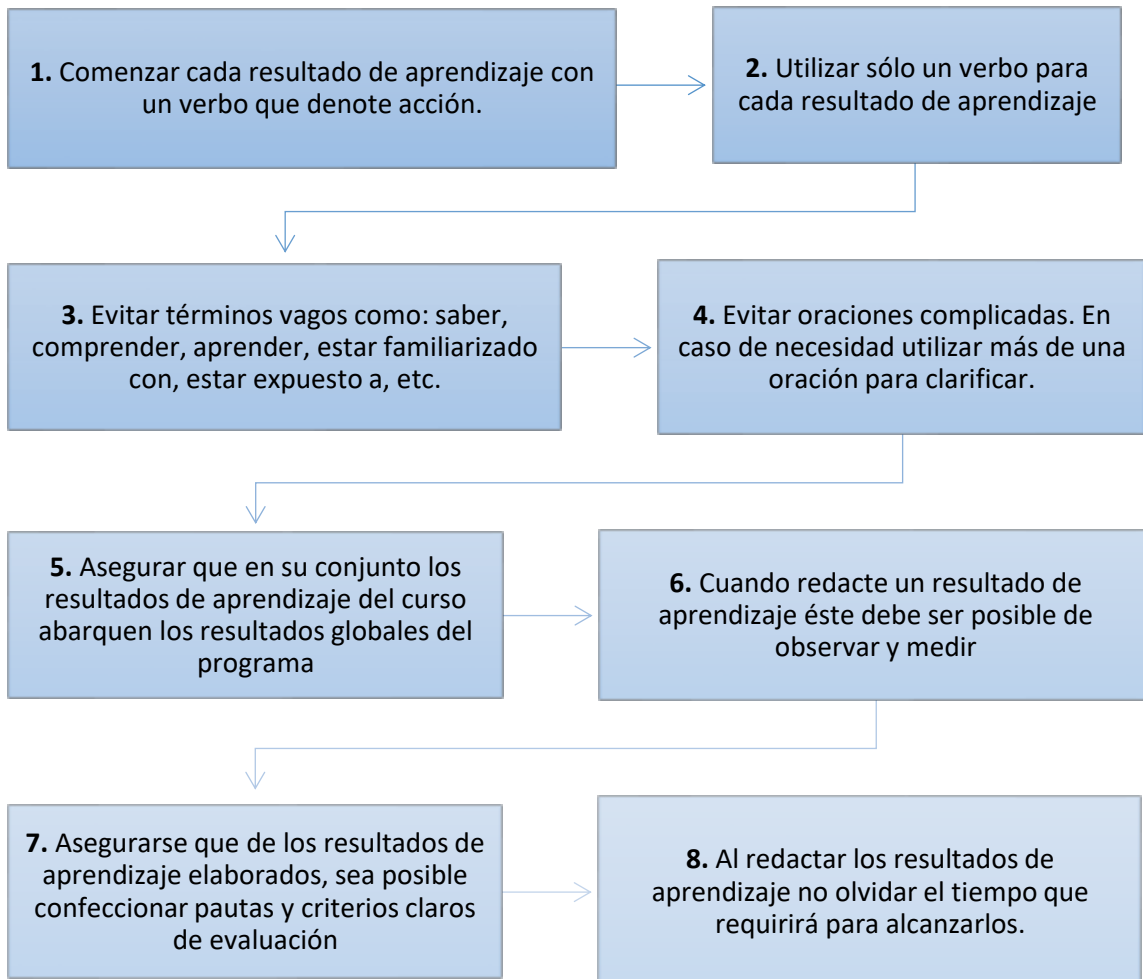 1. Comenzar cada resultado de aprendizaje con
un verbo que denote acción.
2. Utilizar sólo un verbo para
cada resultado de aprendizaje
3. Evitar términos vagos como: saber,
comprender, aprender, estar familiarizado
con, estar expuesto a, etc.
4. Evitar oraciones complicadas. En
caso de necesidad utilizar más de una
oración para clarificar.
5. Asegurar que en su conjunto los
resultados de aprendizaje del curso
abarquen los resultados globales del
programa
6. Cuando redacte un resultado de
aprendizaje éste debe ser posible de
observar y medir
7. Asegurarse que de los resultados de
aprendizaje elaborados, sea posible
confeccionar pautas y criterios claros
de evaluación
8. Al redactar los resultados de
aprendizaje no olvidar el tiempo que
requirirá para alcanzarlos.